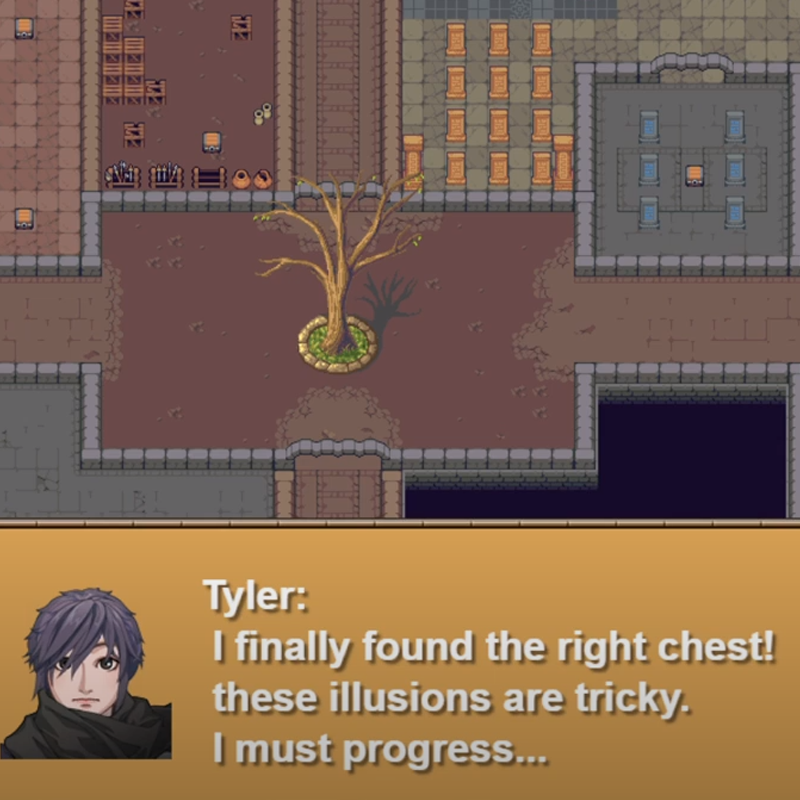 Tyler:
I finally found the right chest!
these illusions are tricky.
I must progress...